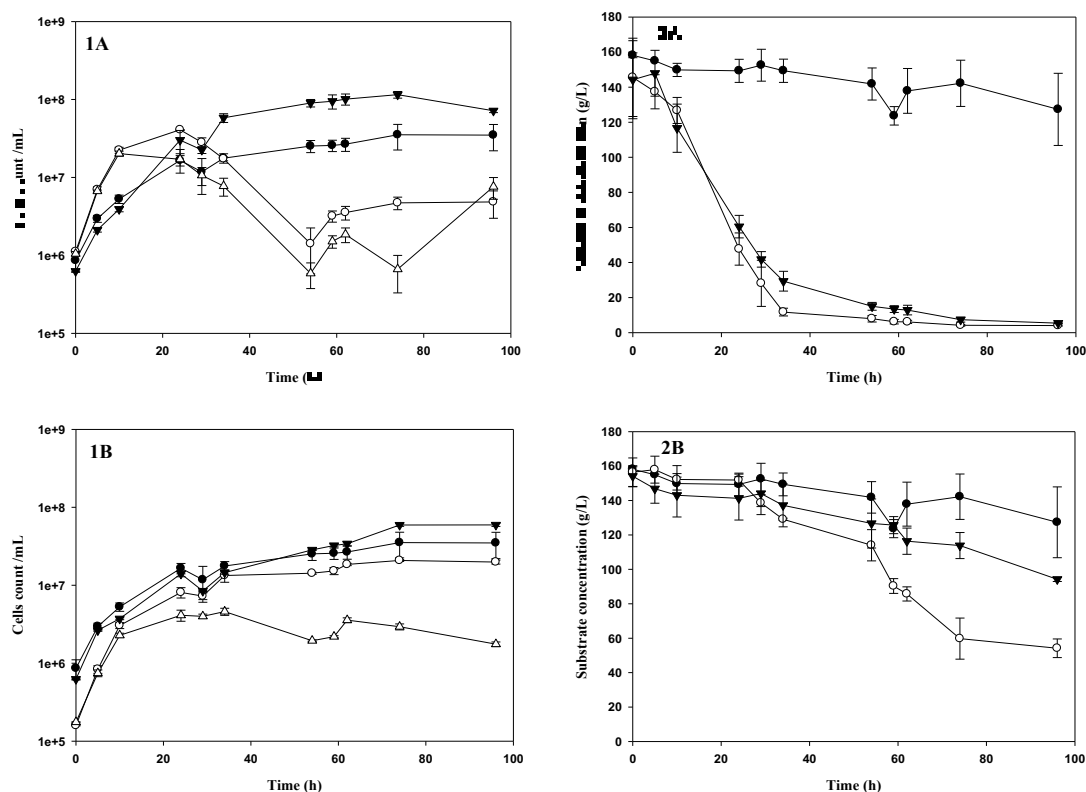 1A
1e+9
1e+8
1e+7
1e+6
1e+5
0 20 40 60 80 100
Time (
unt /mL
180
160
140
120
100
80
60
40
20
0
0 20 40 60 80 100
Time (h)
n (g/L)
1B
1e+9
1e+8
1e+7
1e+6
1e+5
0 20 40 60 80 100
Time (h)
Cells count /mL
2B
180
160
140
120
100
80
60
40
20
0
0 20 40 60 80 100
Time (h)
Substrate concentration (g/L)